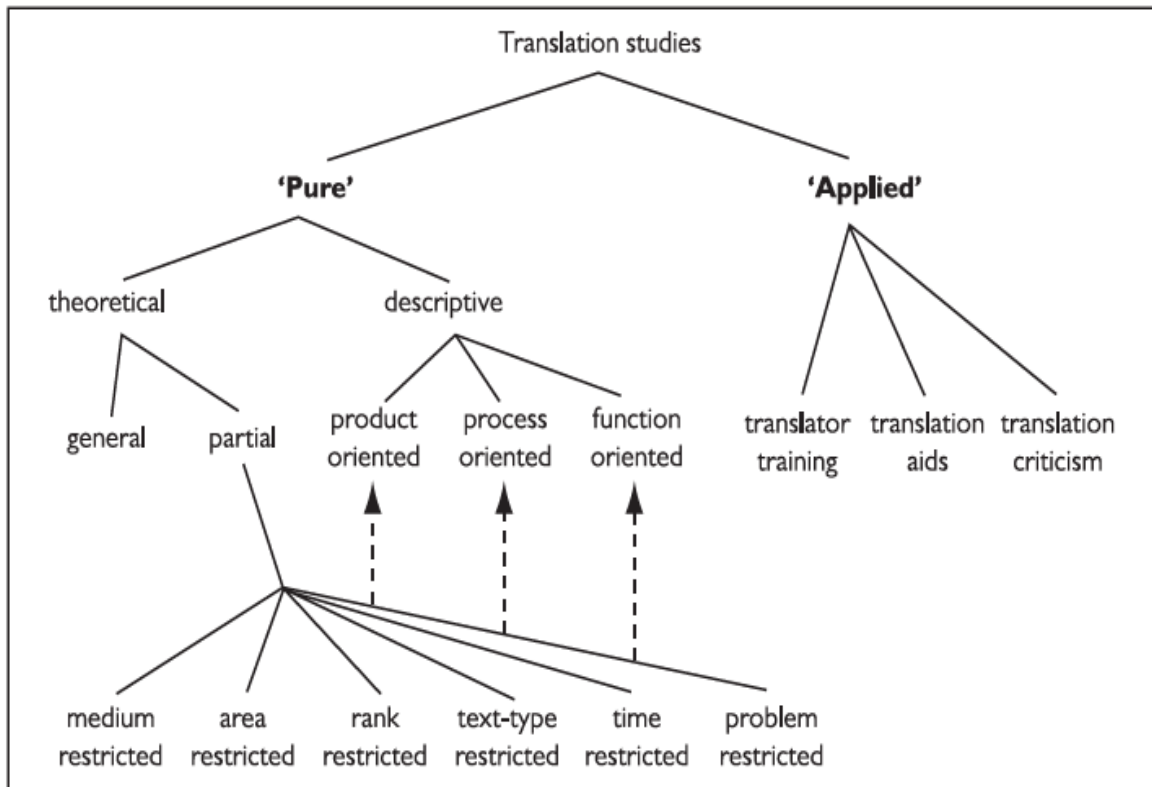 Translation studies
‘Pure’
‘Applied’
theoretical
descriptive
general
partial
product
oriented
process
oriented
function
oriented
translator
training
translation
aids
translation
criticism
medium
restricted
area
restricted
rank
restricted
text-type
restricted
time
restricted
problem
restricted